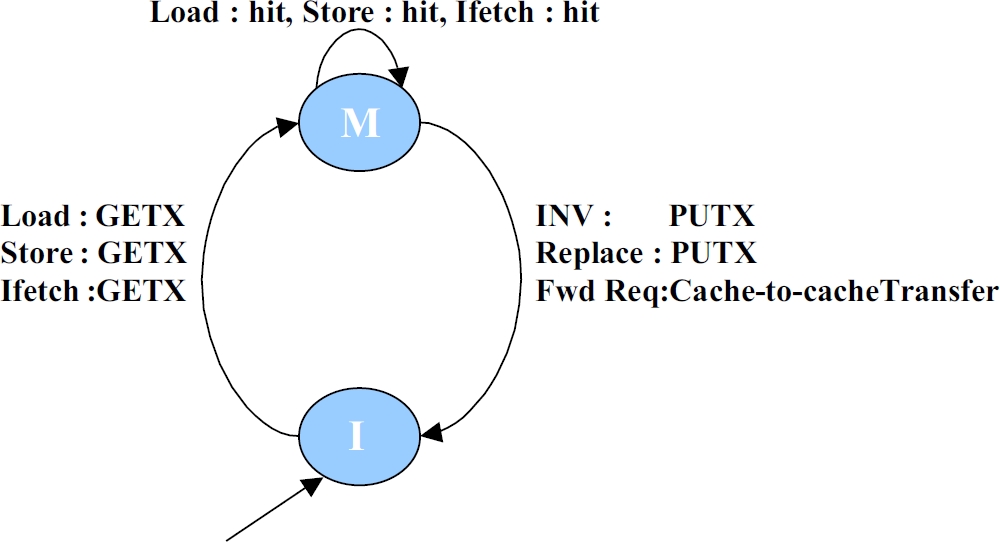 Load : hit, Store : hit, Ifetch : hit
M
Load : GETX
Store : GETX
Ifetch :GETX
INV : PUTX
Replace : PUTX
Fwd Req:Cache-to-cacheTransfer
I